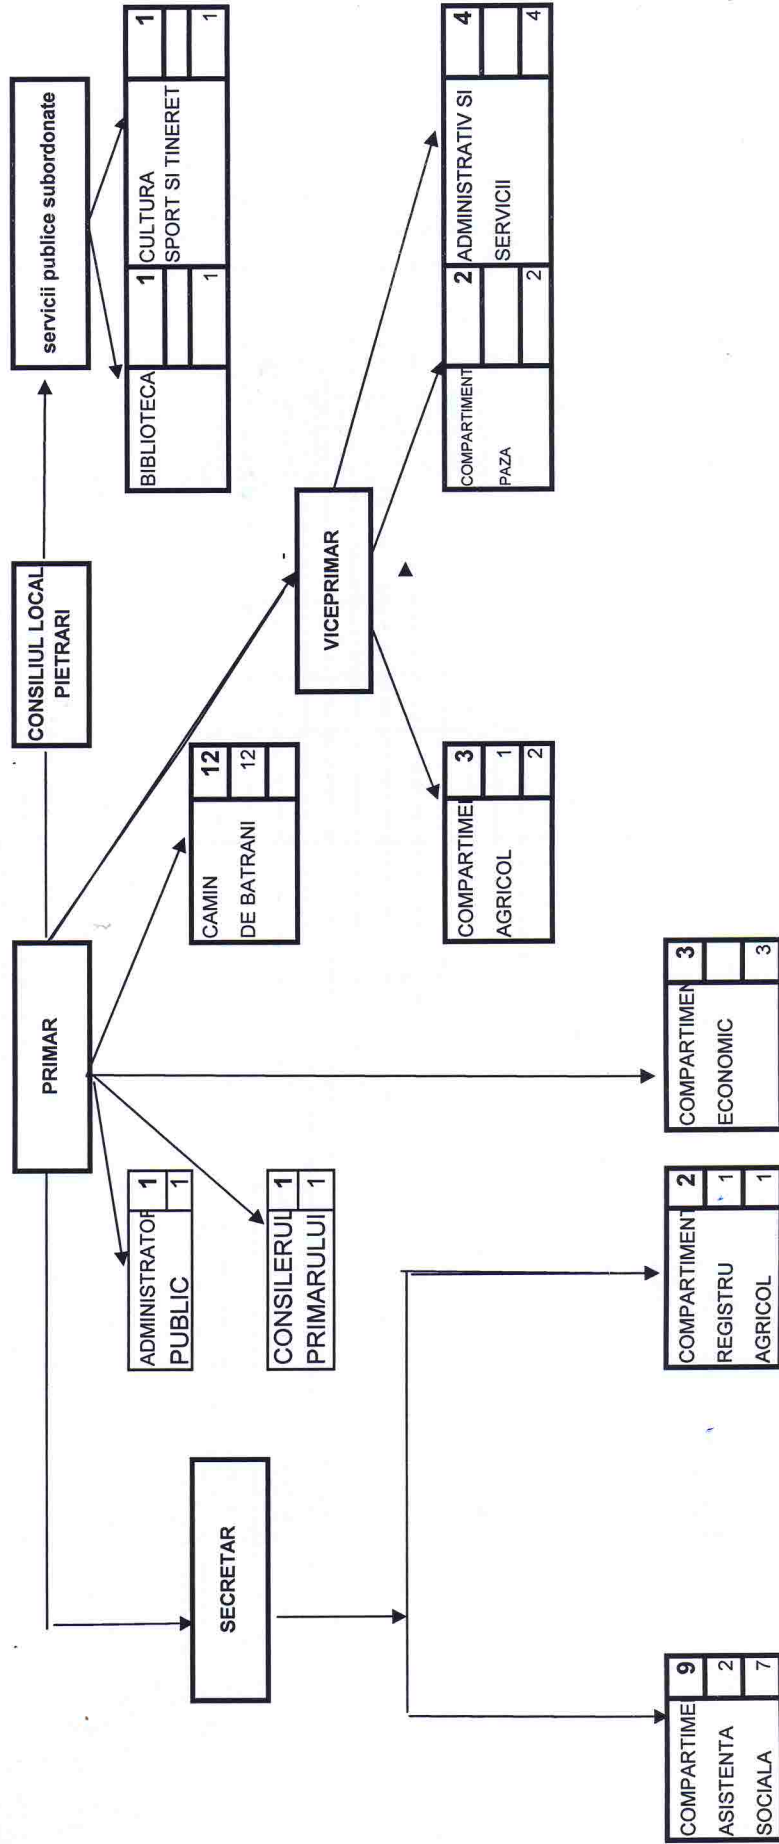 PRIMAR
CONSILIUL LOCAL
PIETRARI
servicii publice subordonate
ADMINISTRATOR 1
PUBLIC 1
BIBLIOTECA 1
1
CULTURA 1
SPORT SI TINERET
1
SECRETAR
CONSILERUL 1
PRIMARULUI 1
CAMIN 12
DE BATRANI 12
VICEPRIMAR
COMPARTIME 3
AGRICOL 1
2
COMPARTIMENT 2
PAZA 2
ADMINISTRATIV SI 4
SERVICII
4
COMPARTIME 9
ASISTENTA 2
SOCIALA 7
COMPARTIMENT 2
REGISTRU 1
AGRICOL 1
COMPARTIMEN 3
ECONOMIC
3